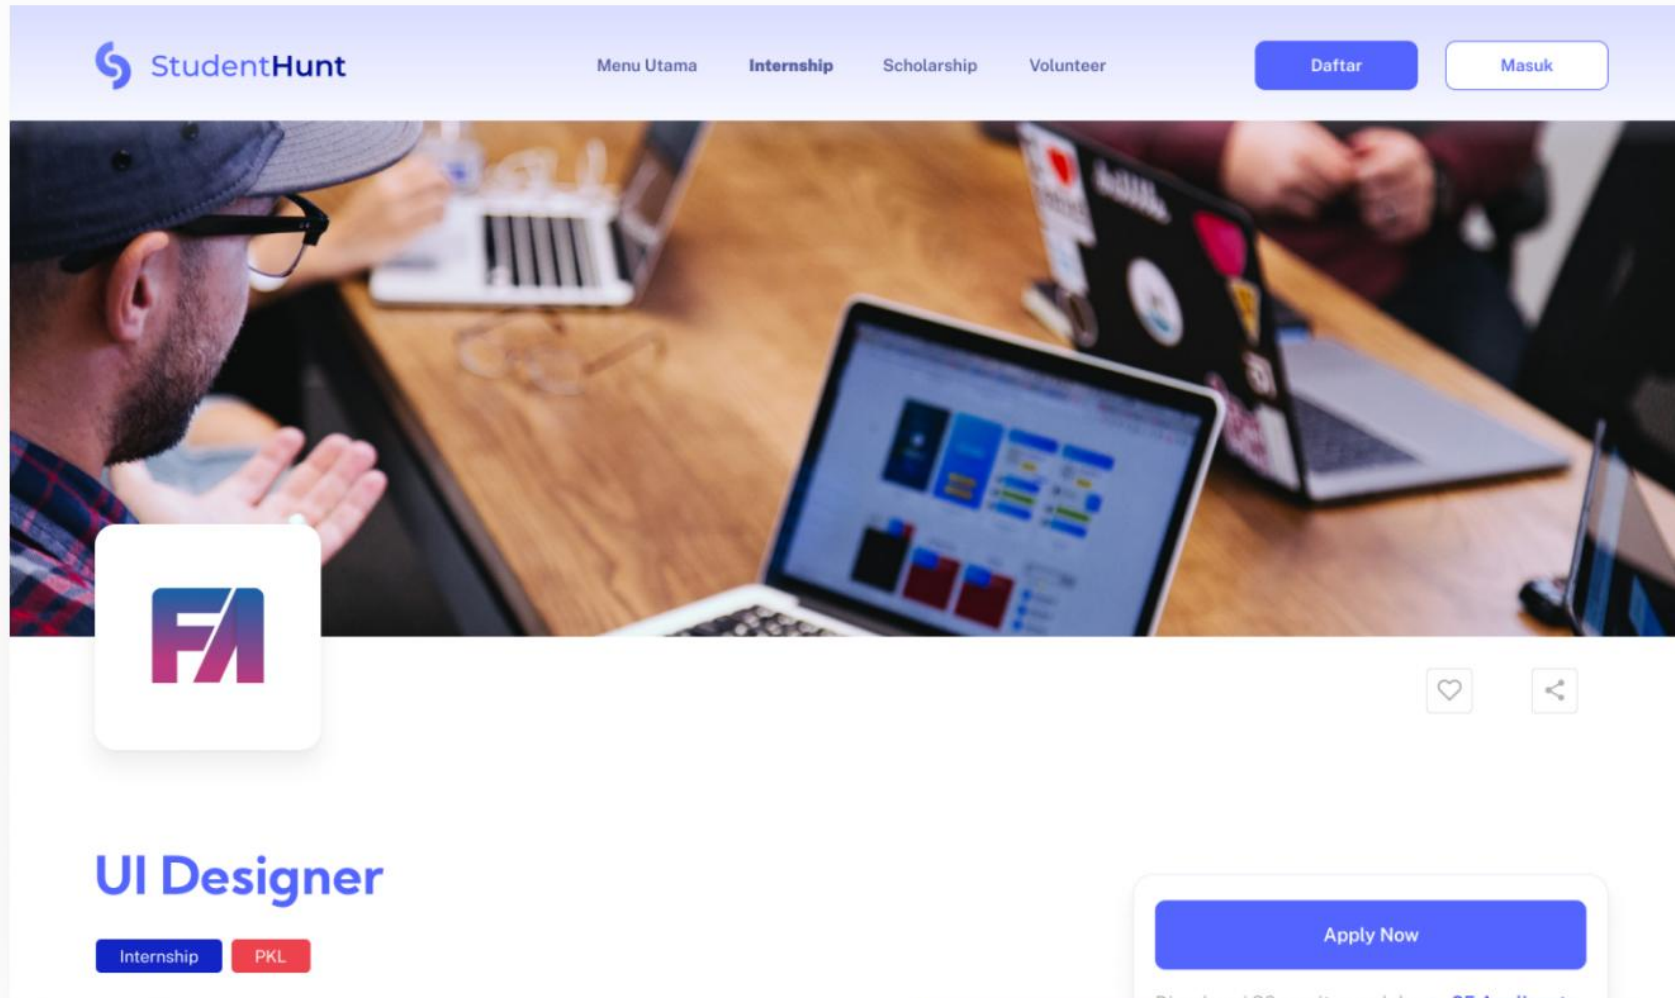 StudentHunt
Menu Utama
Internship
Scholarship
Volunteer
Daftar
Masuk
FA
UI Designer
Internship
PKL
Apply Now